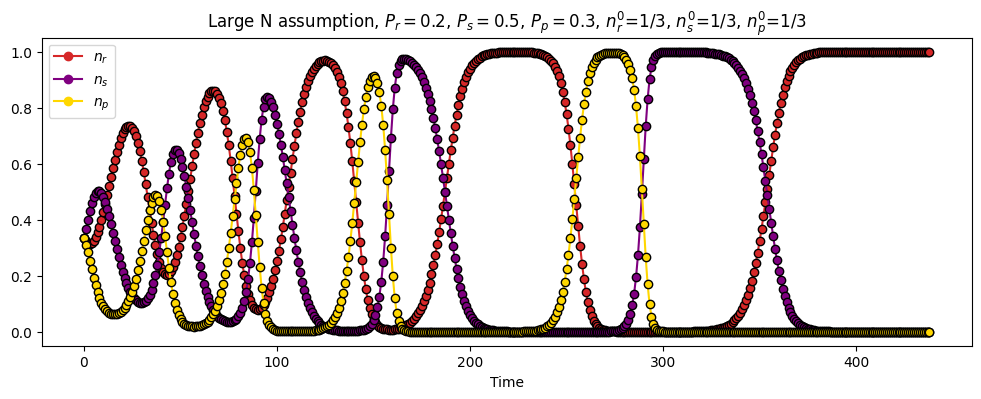 Large N assumption, $P_r = 0.2$, $P_s = 0.5$, $P_p = 0.3$, $n_r^0$=1/3, $n_s^0$=1/3, $n_p^0$=1/3
1.0
0.8
0.6
0.4
0.2
0.0
$n_r$
$n_s$
$n_p$
0 100 200 300 400
Time